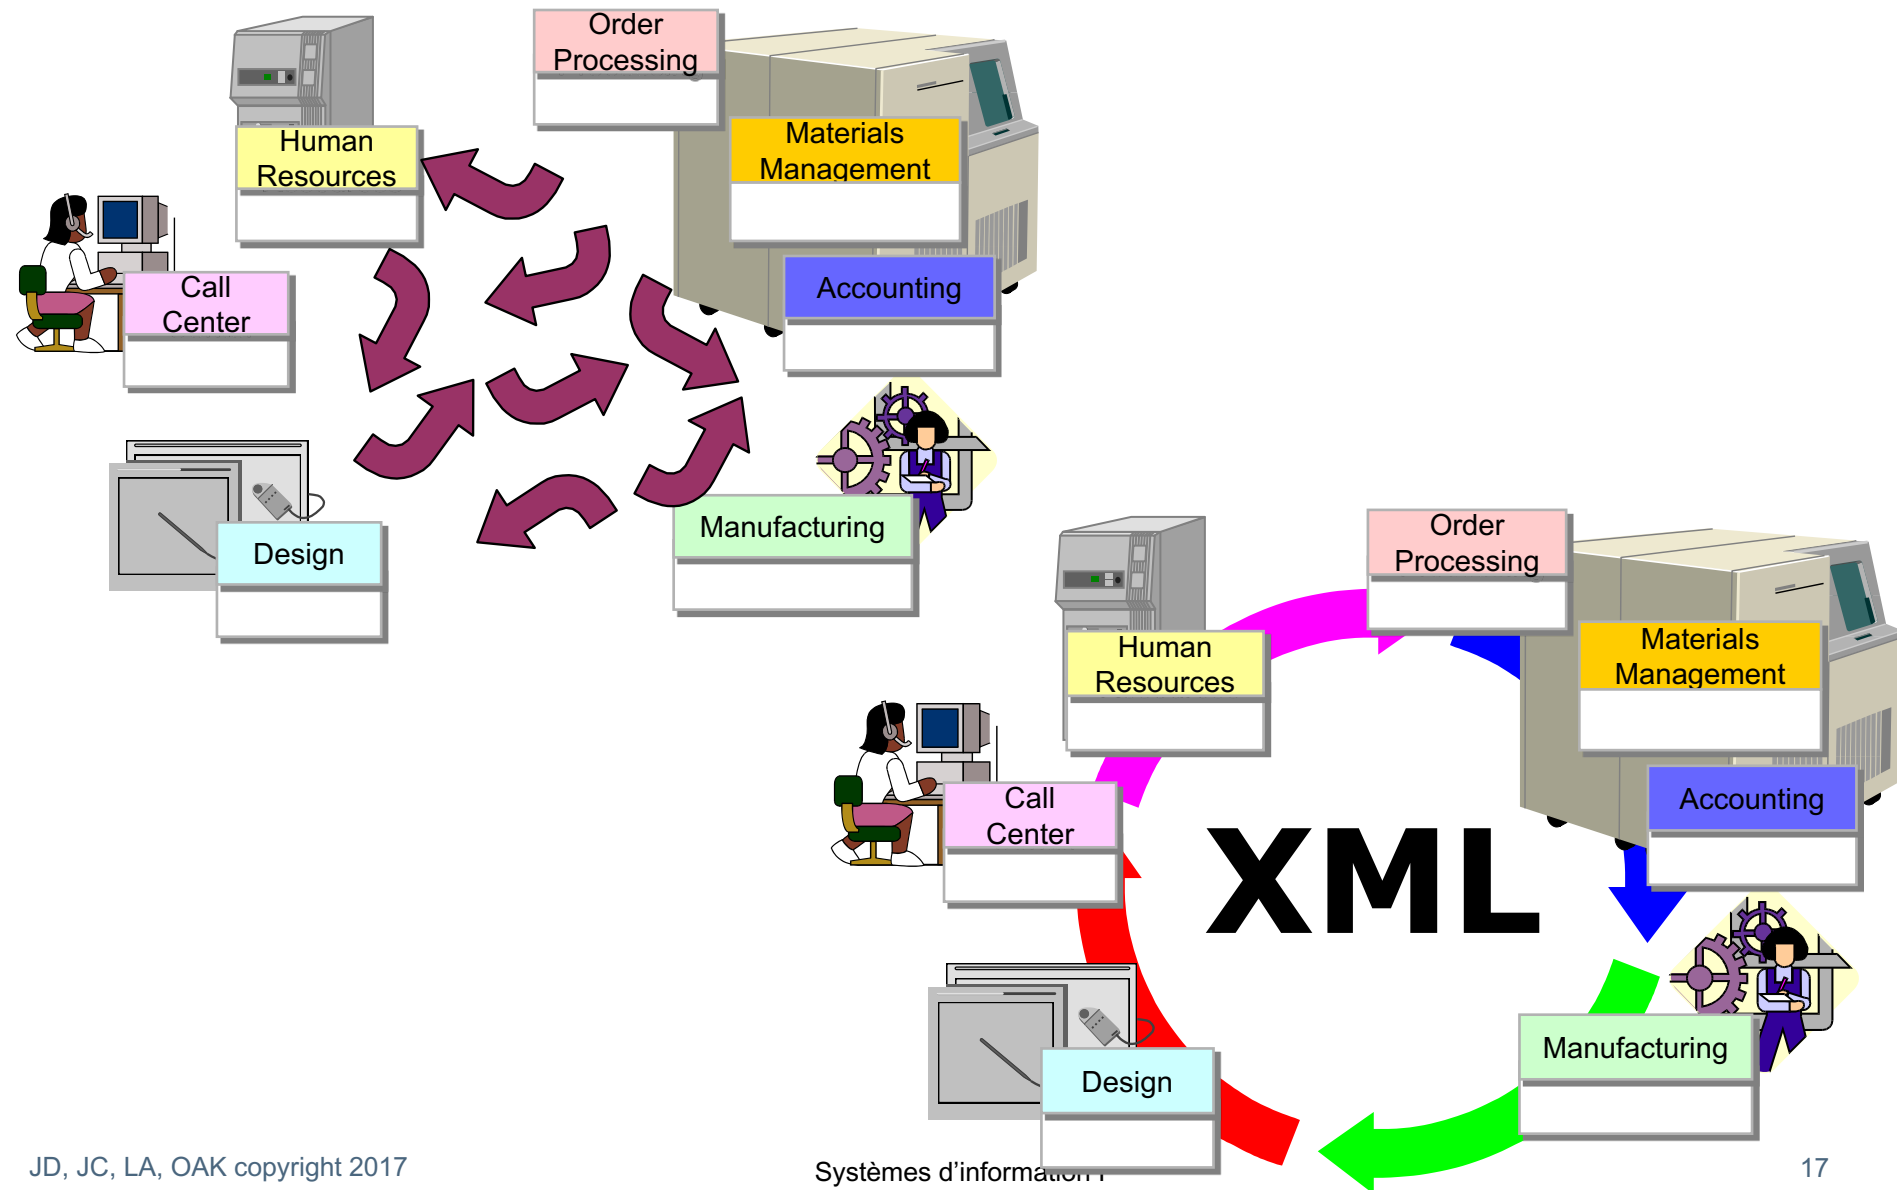 Order
Processing
Human
Resources
Materials
Management
Call
Center
Accounting
Design
Manufacturing
Order
Processing
Human
Resources
Materials
Management
Call
Center
Accounting
XML
Manufacturing
Design
JD, JC, LA, OAK copyright 2017
Systèmes d'information I
17